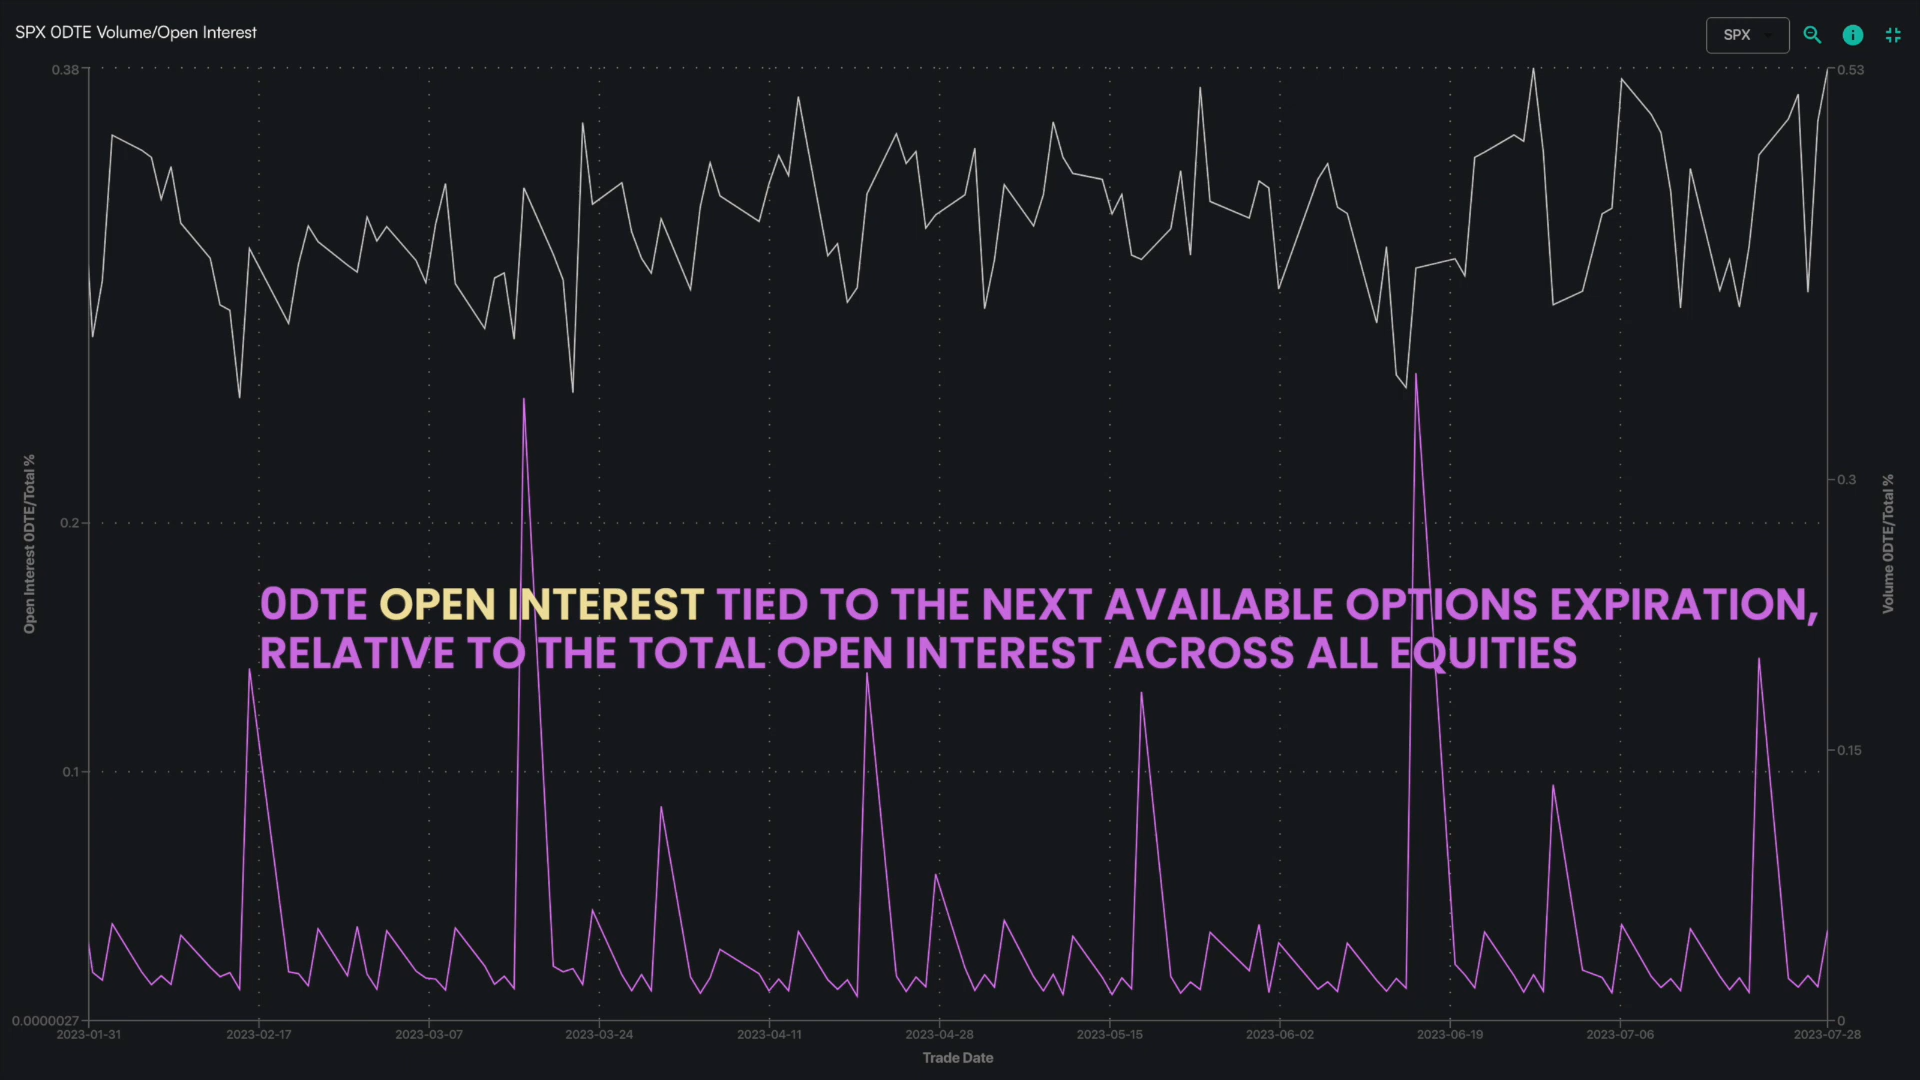 SPX 0DTE Volume/Open Interest
SPX
0.38
0.53
0.3
0.2
0.15
0.1
0.0000027
0
Open Interest 0DTE/Total %
Volume 0DTE/Total %
0DTE OPEN INTEREST TIED TO THE NEXT AVAILABLE OPTIONS EXPIRATION,
RELATIVE TO THE TOTAL OPEN INTEREST ACROSS ALL EQUITIES
2023-01-31 2023-02-17 2023-03-07 2023-03-24 2023-04-11 2023-04-28 2023-05-15 2023-06-02 2023-06-19 2023-07-06 2023-07-28
Trade Date